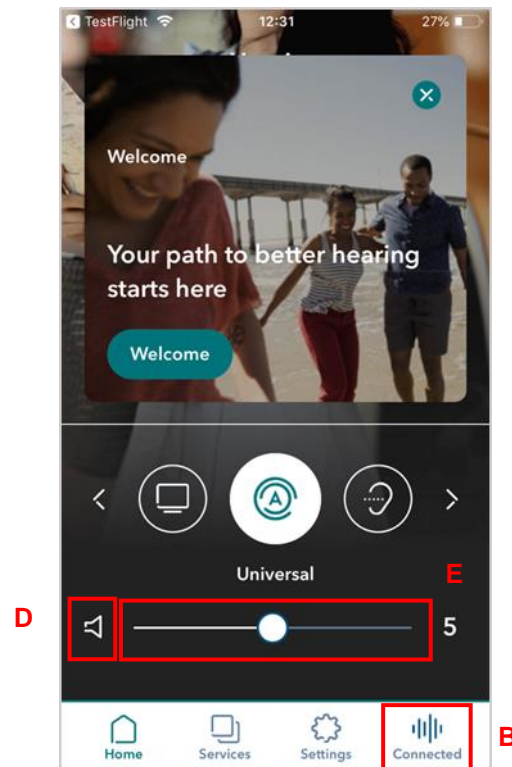 TestFlight 12:31 27%
Welcome
Your path to better hearing
starts here
Welcome
A
Universal
E
D
5
Home Services Settings Connected
B